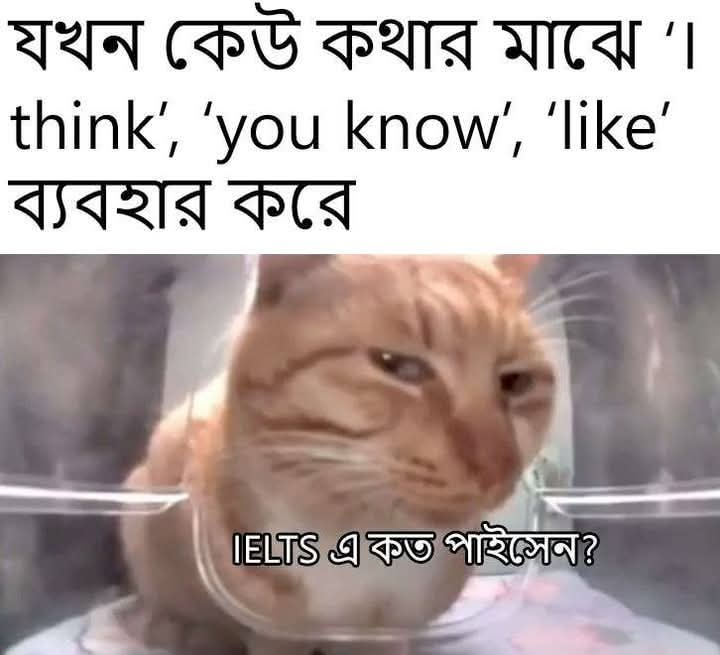 যখন কেউ কথার মাঝে ‘I
think’, ‘you know’, ‘like’
ব্যবহার করে
IELTS এ কত পাইসেন?